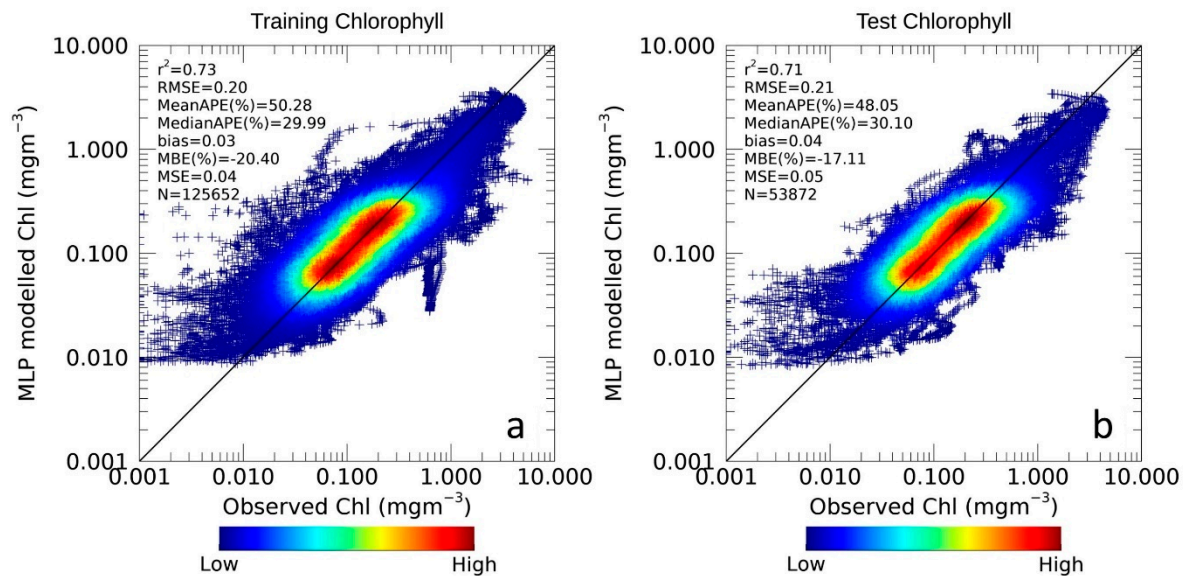 Training Chlorophyll
10.000
1.000
0.100
0.010
0.001
MLP modelled Chl (mgm⁻³)
r²=0.73
RMSE=0.20
MeanAPE(%)=50.28
MedianAPE(%)=29.99
bias=0.03
MBE(%)=-20.40
MSE=0.04
N=125652
a
0.001
0.010
0.100
1.000
10.000
Observed Chl (mgm⁻³)
Low
High
Test Chlorophyll
10.000
1.000
0.100
0.010
0.001
MLP modelled Chl (mgm⁻³)
r²=0.71
RMSE=0.21
MeanAPE(%)=48.05
MedianAPE(%)=30.10
bias=0.04
MBE(%)=-17.11
MSE=0.05
N=53872
b
0.001
0.010
0.100
1.000
10.000
Observed Chl (mgm⁻³)
Low
High